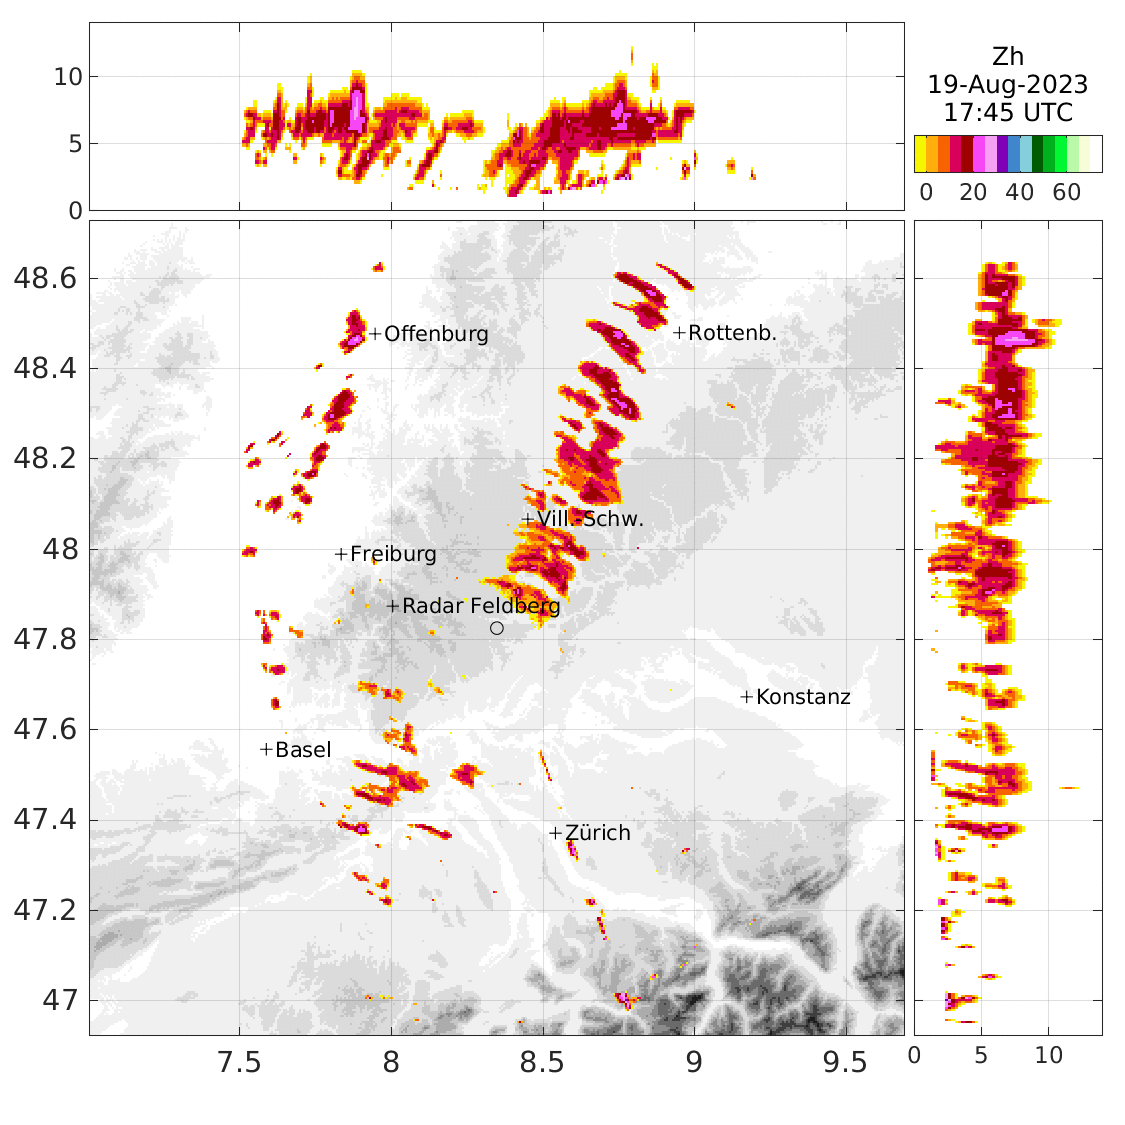 10
5
0
Zh
19-Aug-2023
17:45 UTC
0 20 40 60
48.6
48.4
48.2
48
47.8
47.6
47.4
47.2
47
+Offenburg
+Rottenb.
+Vill.-Schw.
+Freiburg
+Radar Feldberg
+Konstanz
+Basel
+Zürich
7.5 8 8.5 9 9.5
0 5 10